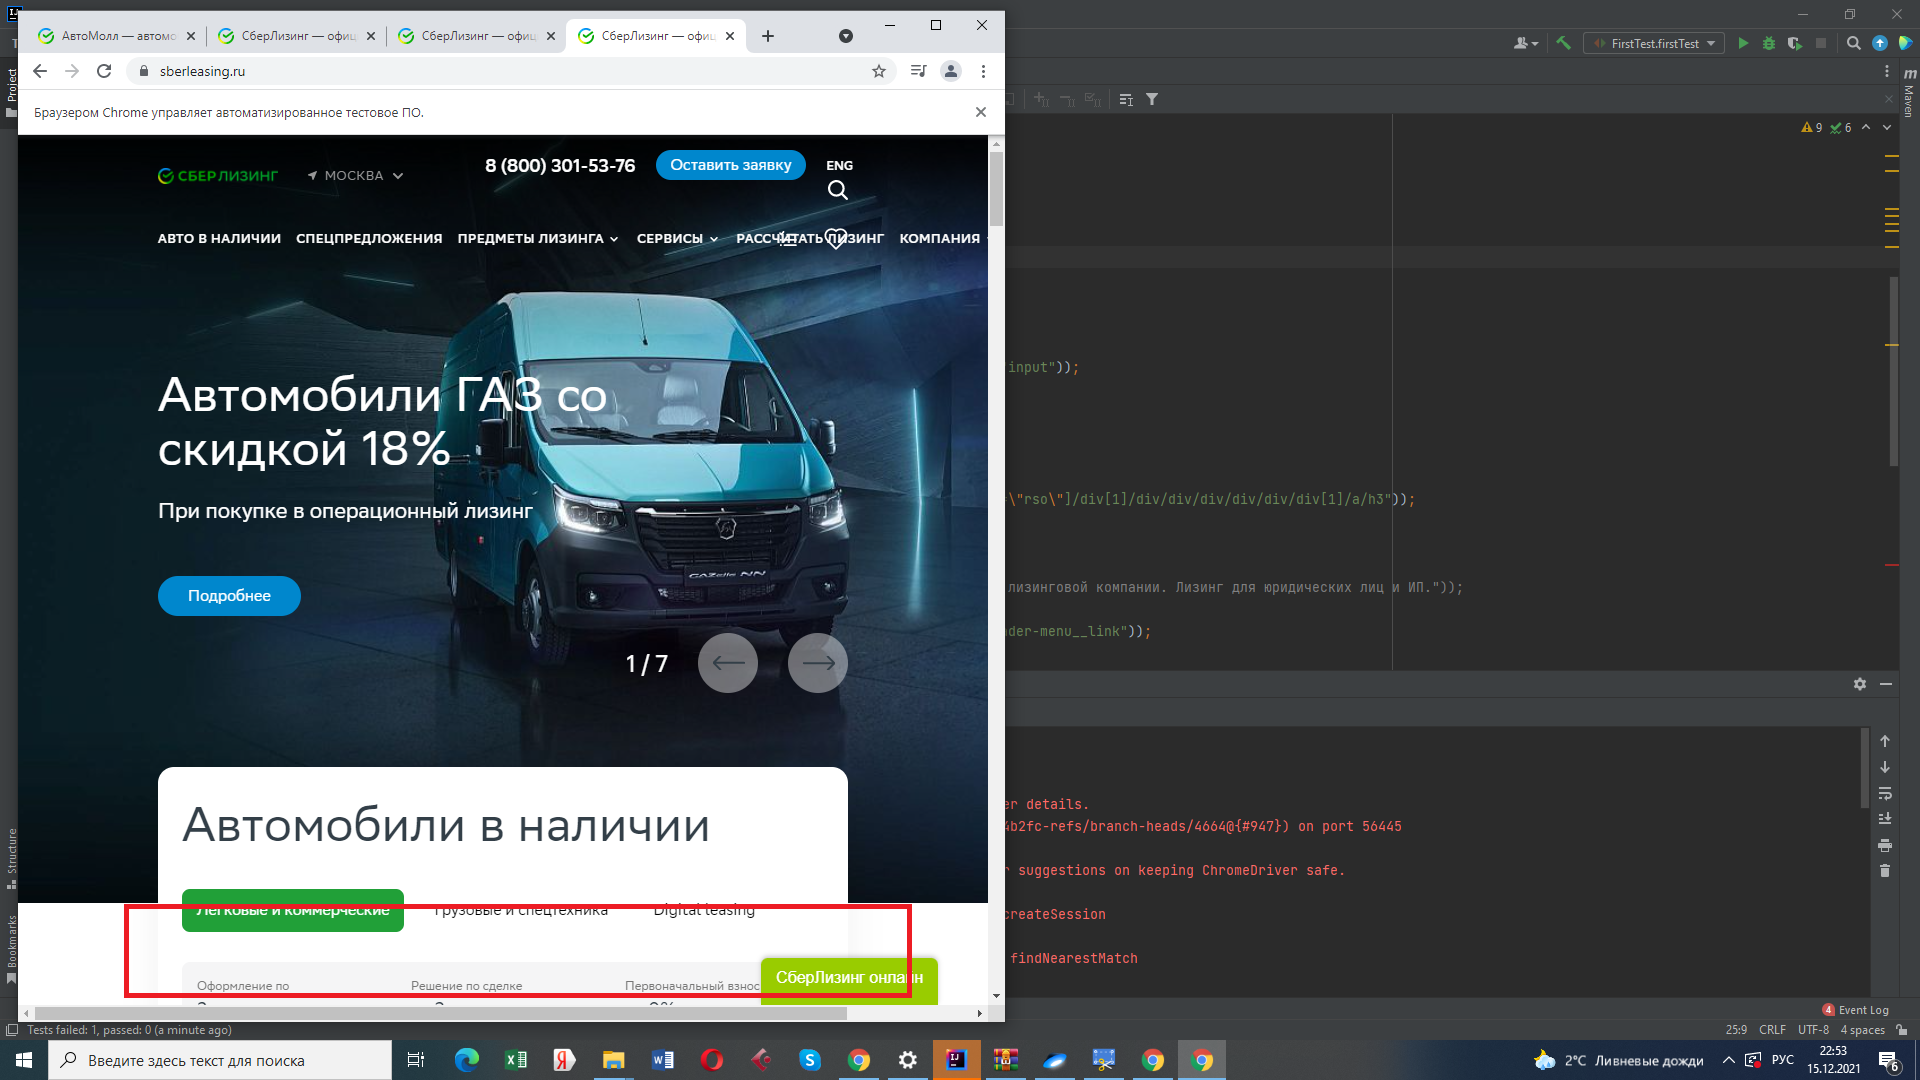 АвтоМолл — автомо
СберЛизинг — офиц
СберЛизинг — офиц
СберЛизинг — офиц
sberleasing.ru
Браузером Chrome управляет автоматизированное тестовое ПО.
СБЕР ЛИЗИНГ
МОСКВА
8 (800) 301-53-76
Оставить заявку
ENG
АВТО В НАЛИЧИИ
СПЕЦПРЕДЛОЖЕНИЯ
ПРЕДМЕТЫ ЛИЗИНГА
СЕРВИСЫ
РАССЧИТАТЬ ЛИЗИНГ
КОМПАНИЯ
Автомобили ГАЗ со
скидкой 18%
При покупке в операционный лизинг
Подробнее
GAZelle NN
1 / 7
Автомобили в наличии
Легковые и коммерческие
Грузовые и спецтехника
Digital leasing
Оформление по
Решение по сделке
Первоначальный взнос
СберЛизинг онлайн
Project
Structure
Bookmarks
FirstTest.firstTest
Maven
9
6
input"));
\"rso\"]/div[1]/div/div/div/div/div/div[1]/a/h3"));
лизинговой компании. Лизинг для юридических лиц и ИП."));
der-menu__link"));
er details.
4b2fc-refs/branch-heads/4664@{#947}) on port 56445
suggestions on keeping ChromeDriver safe.
createSession
findNearestMatch
4 Event Log
Tests failed: 1, passed: 0 (a minute ago)
25:9 CRLF UTF-8 4 spaces
Введите здесь текст для поиска
2°C Ливневые дожди
РУС
22:53
15.12.2021
6